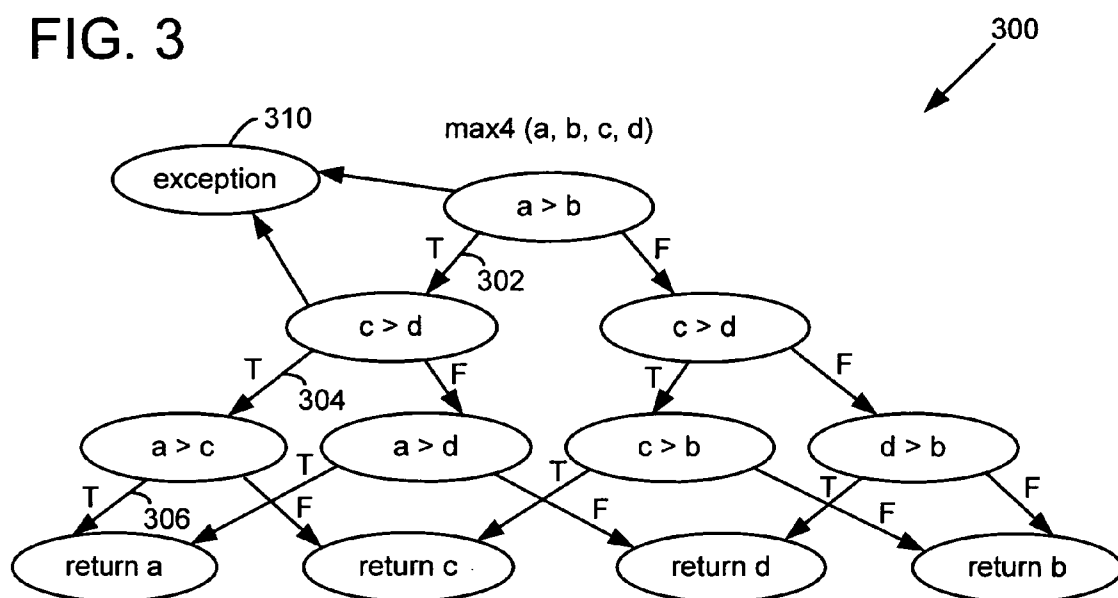 FIG. 3
300
310
max4 (a, b, c, d)
exception
a > b
T
302
F
c > d
c > d
T
304
F
T
F
a > c
a > d
c > b
d > b
T
306
F
T
F
T
F
T
F
return a
return c
return d
return b